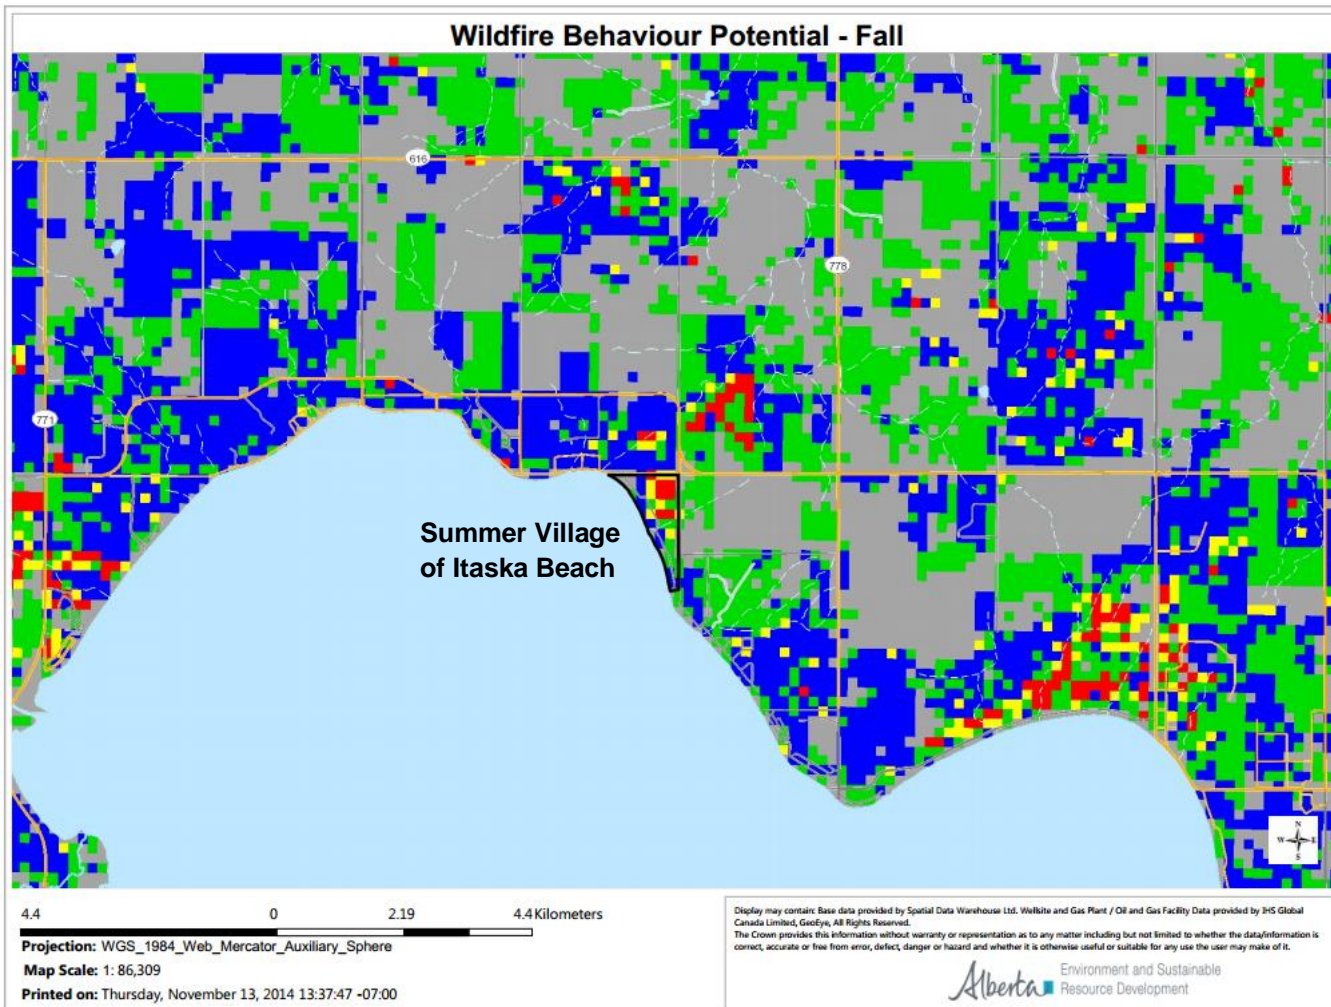 Wildfire Behaviour Potential - Fall
616
778
771
Summer Village
of Itaska Beach
N
W E
S
4.4 0 2.19 4.4 Kilometers
Projection: WGS_1984_Web_Mercator_Auxiliary_Sphere
Map Scale: 1: 86,309
Printed on: Thursday, November 13, 2014 13:37:47 -07:00
Display may contain: Base data provided by Spatial Data Warehouse Ltd. Wellsite and Gas Plant / Oil and Gas Facility Data provided by IHS Global
Canada Limited, GeoEye, All Rights Reserved.
The Crown provides this information without warranty or representation as to any matter including but not limited to whether the data/information is
correct, accurate or free from error, defect, danger or hazard and whether it is otherwise useful or suitable for any use the user may make of it.
Alberta Environment and Sustainable
Resource Development